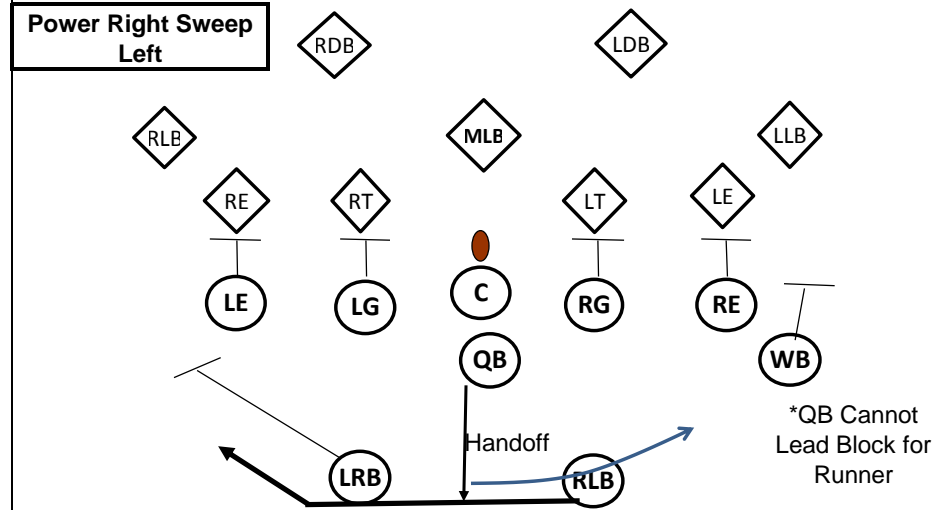 Power Right Sweep
Left
RDB
LDB
RLB
MLB
LLB
RE
RT
LT
LE
LE
LG
C
RG
RE
QB
WB
*QB Cannot
Lead Block for
Runner
Handoff
LRB
RLB